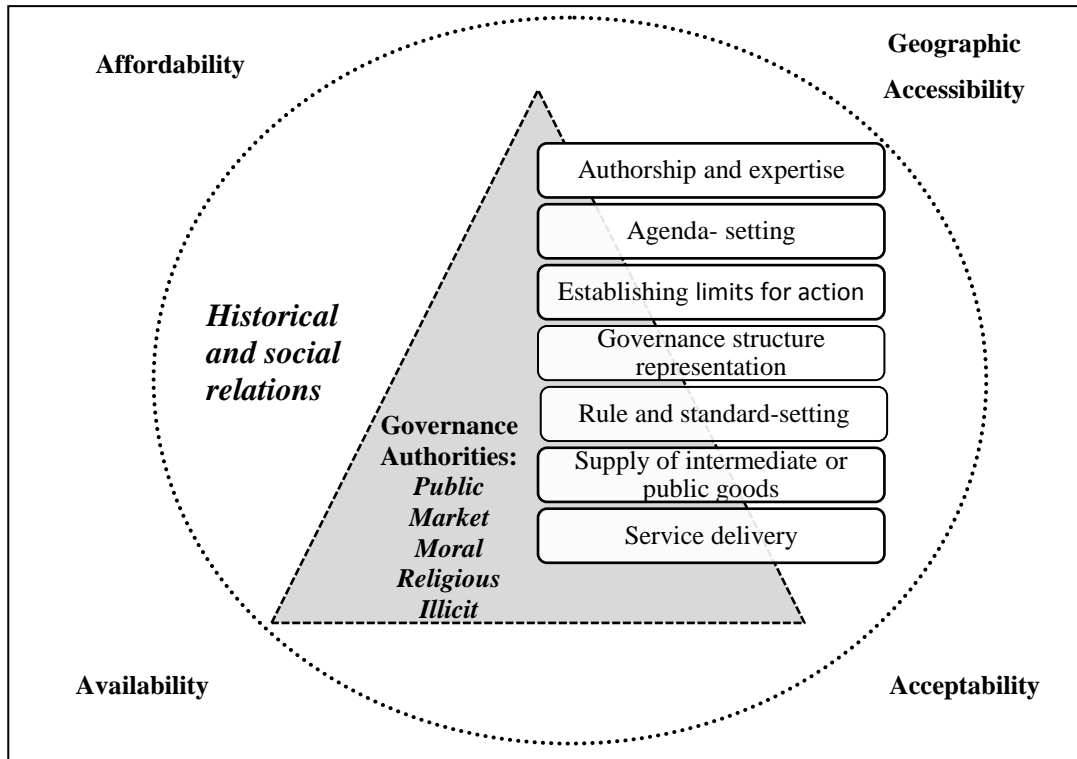 Affordability
Geographic
Accessibility
Authorship and expertise
Agenda- setting
Establishing limits for action
Governance structure
representation
Rule and standard-setting
Supply of intermediate or
public goods
Service delivery
Historical
and social
relations
Governance
Authorities:
Public
Market
Moral
Religious
Illicit
Availability
Acceptability